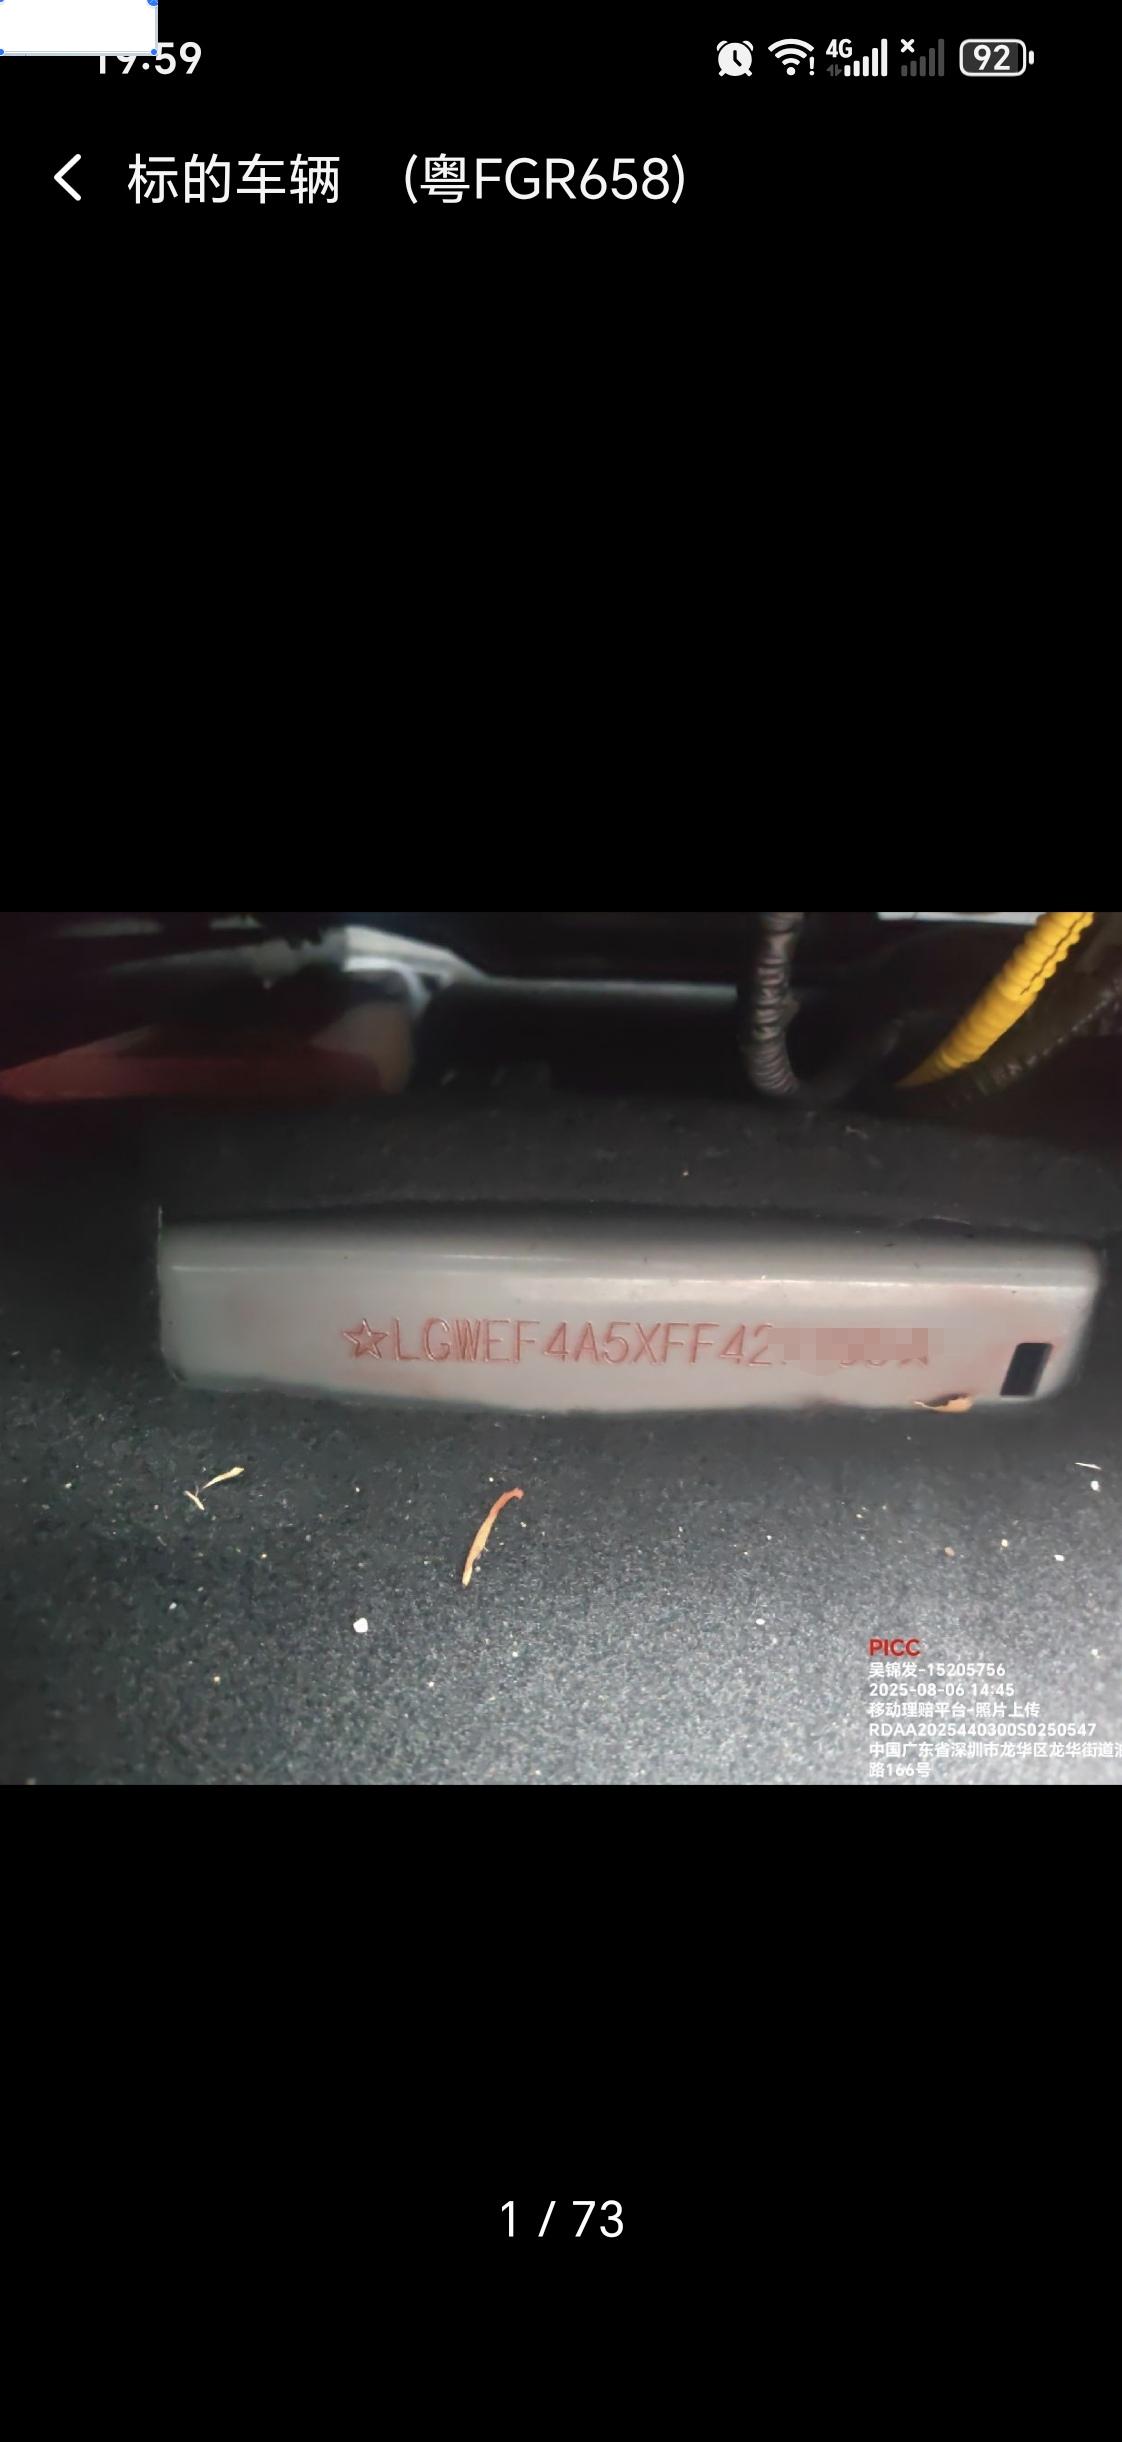 19:59
4G
92
标的车辆 (粤FGR658)
☆LGWEF4A5XFF42
PICC
吴锦发-15205756
2025-08-06 14:45
移动理赔平台-照片上传
RDAA2025440300S0250547
中国广东省深圳市龙华区龙华街道
路166号
1 / 73